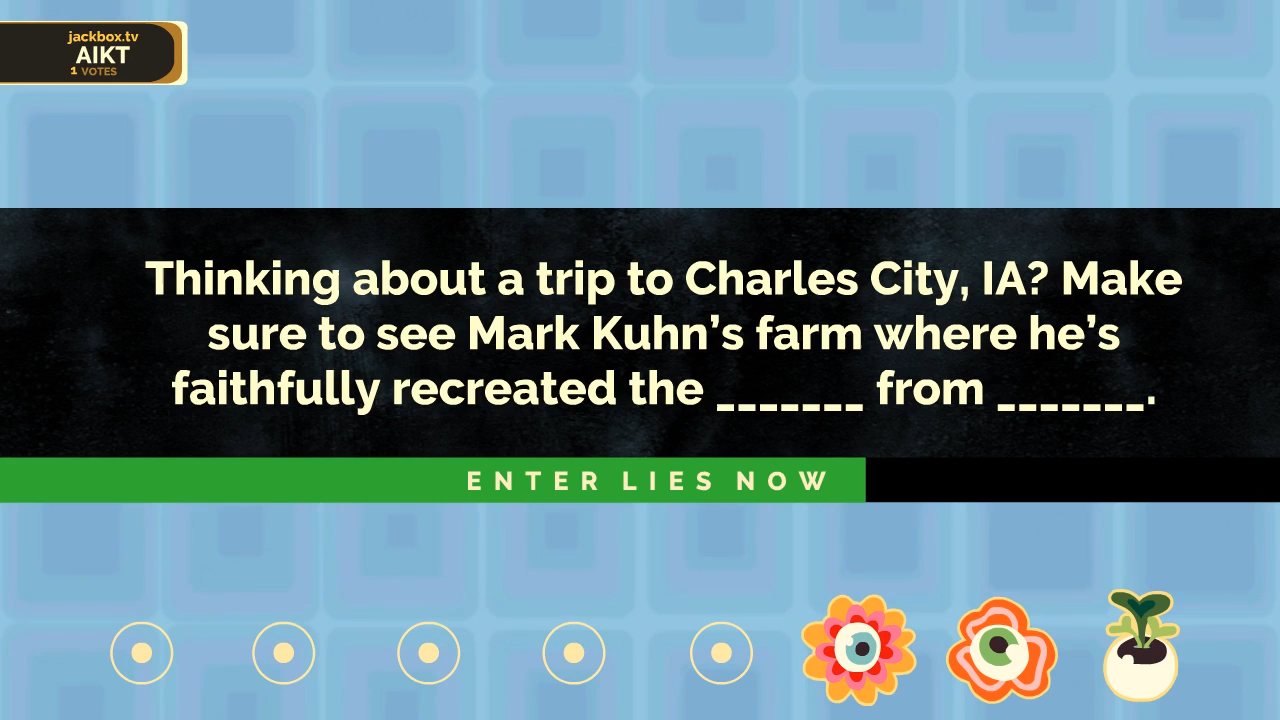 jackbox.tv
AIKT
1 VOTES
Thinking about a trip to Charles City, IA? Make
sure to see Mark Kuhn’s farm where he’s
faithfully recreated the _______ from _______.
ENTER LIES NOW